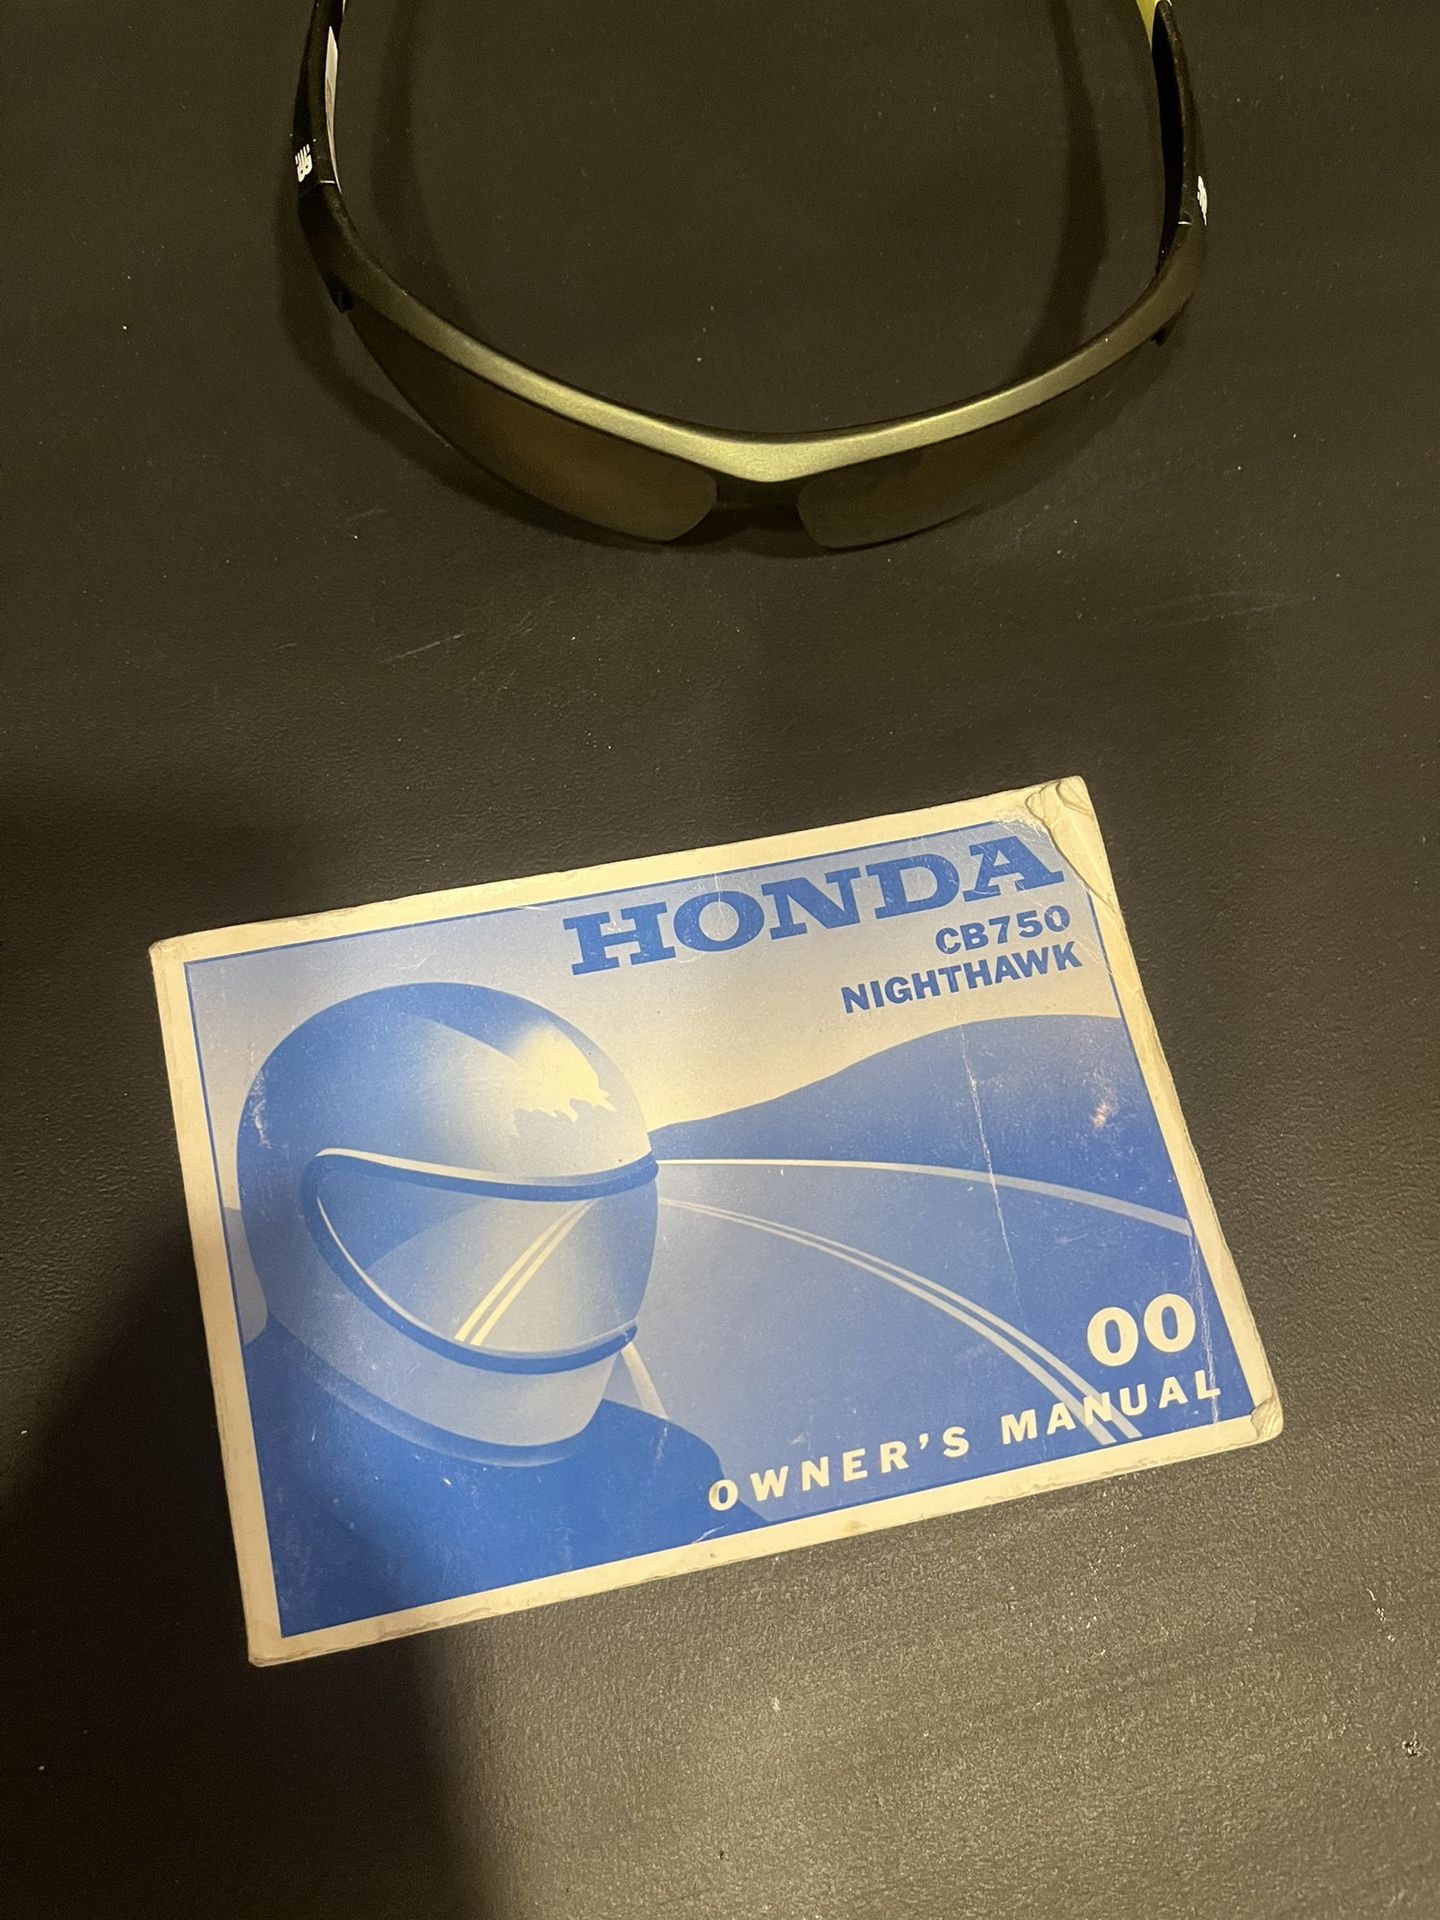 HONDA
CB750
NIGHTHAWK
00
OWNER'S MANUAL